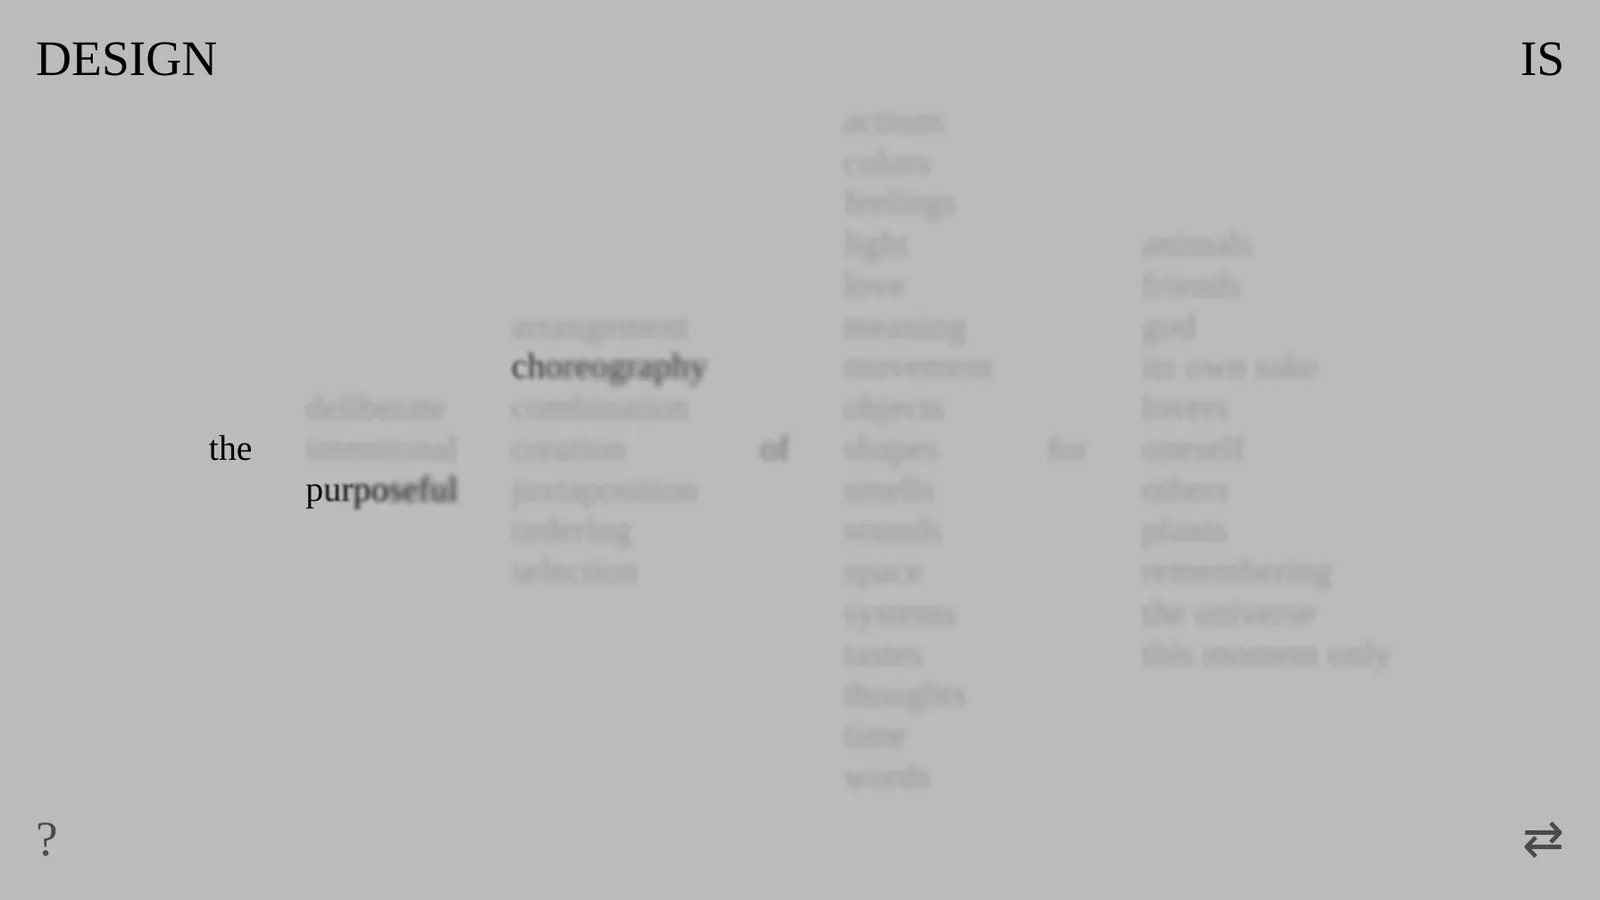 DESIGN
IS
the
deliberate
intentional
purposeful
arrangement
choreography
combination
creation
juxtaposition
ordering
selection
of
actions
colors
feelings
light
love
meaning
movement
objects
shapes
smells
sounds
space
systems
tastes
thoughts
time
words
for
animals
friends
god
its own sake
lovers
oneself
others
plants
remembering
the universe
this moment only
?
⇄